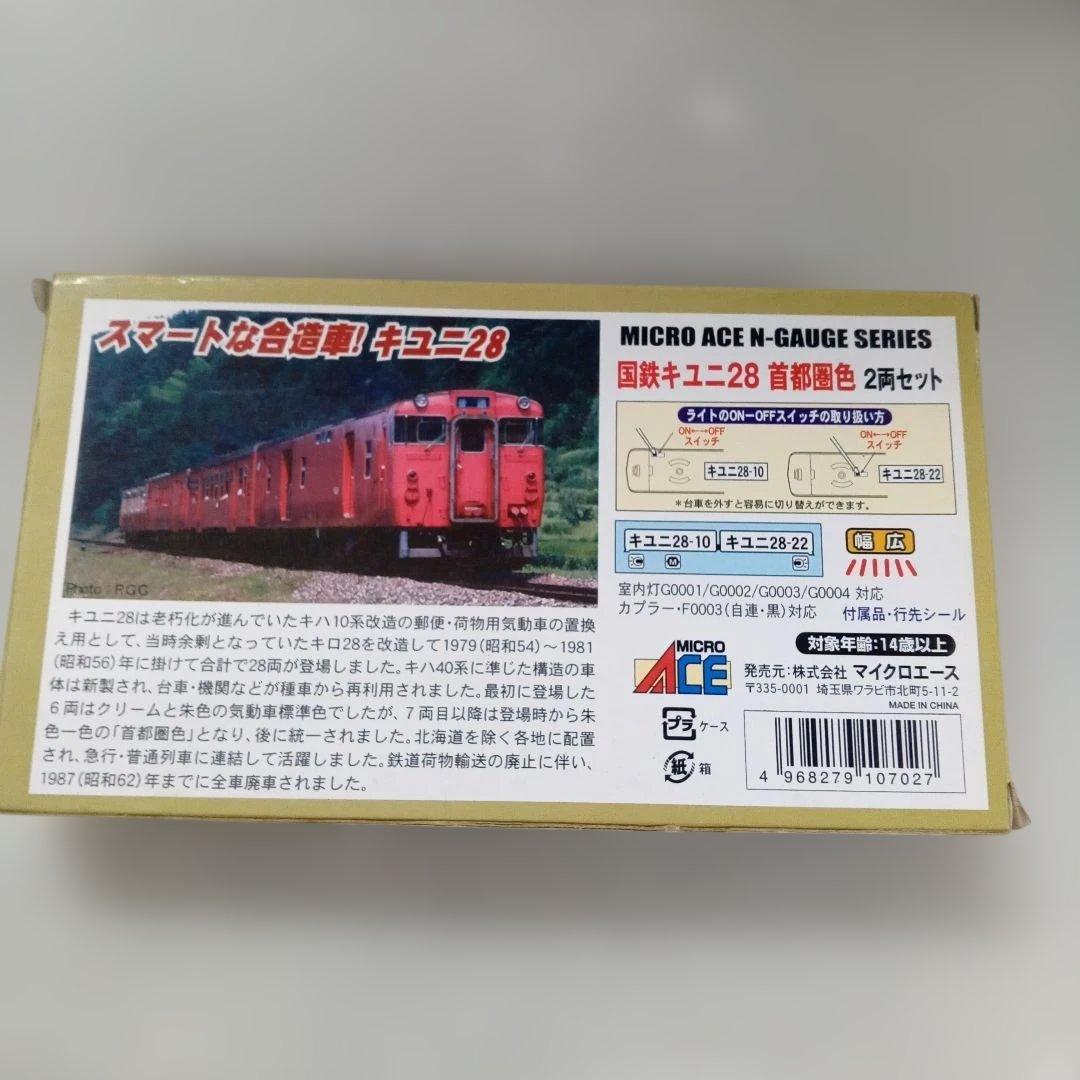 スマートな合造車! キユニ28
Photo : RGG
キユニ28は老朽化が進んでいたキハ10系改造の郵便・荷物用気動車の置換
え用として、当時余剰となっていたキロ28を改造して1979(昭和54)〜1981
(昭和56)年に掛けて合計で28両が登場しました。キハ40系に準じた構造の車
体は新製され、台車・機関などが種車から再利用されました。最初に登場した
6両はクリームと朱色の気動車標準色でしたが、7両目以降は登場時から朱
色一色の「首都圏色」となり、後に統一されました。北海道を除く各地に配置
され、急行・普通列車に連結して活躍しました。鉄道荷物輸送の廃止に伴い、
1987(昭和62)年までに全車廃車されました。
MICRO ACE N-GAUGE SERIES
国鉄キユニ28 首都圏色 2両セット
ライトのON−OFFスイッチの取り扱い方
ON←→OFF
スイッチ
キユニ28-10
ON←→OFF
スイッチ
キユニ28-22
*台車を外すと容易に切り替えができます。
キユニ28-10 キユニ28-22
M
幅広
室内灯G0001/G0002/G0003/G0004 対応
カプラー・F0003(自連・黒)対応 付属品・行先シール
対象年齢:14歳以上
MICRO
ACE
発売元:株式会社 マイクロエース
〒335-0001 埼玉県ワラビ市北町5-11-2
MADE IN CHINA
プラ ケース
紙 箱
4 968279 107027